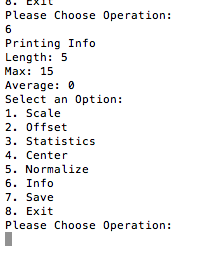 8. Exit
Please Choose Operation:
6
Printing Info
Length: 5
Max: 15
Average: 0
Select an Option:
1. Scale
2. Offset
3. Statistics
4. Center
5. Normalize
6. Info
7. Save
8. Exit
Please Choose Operation: